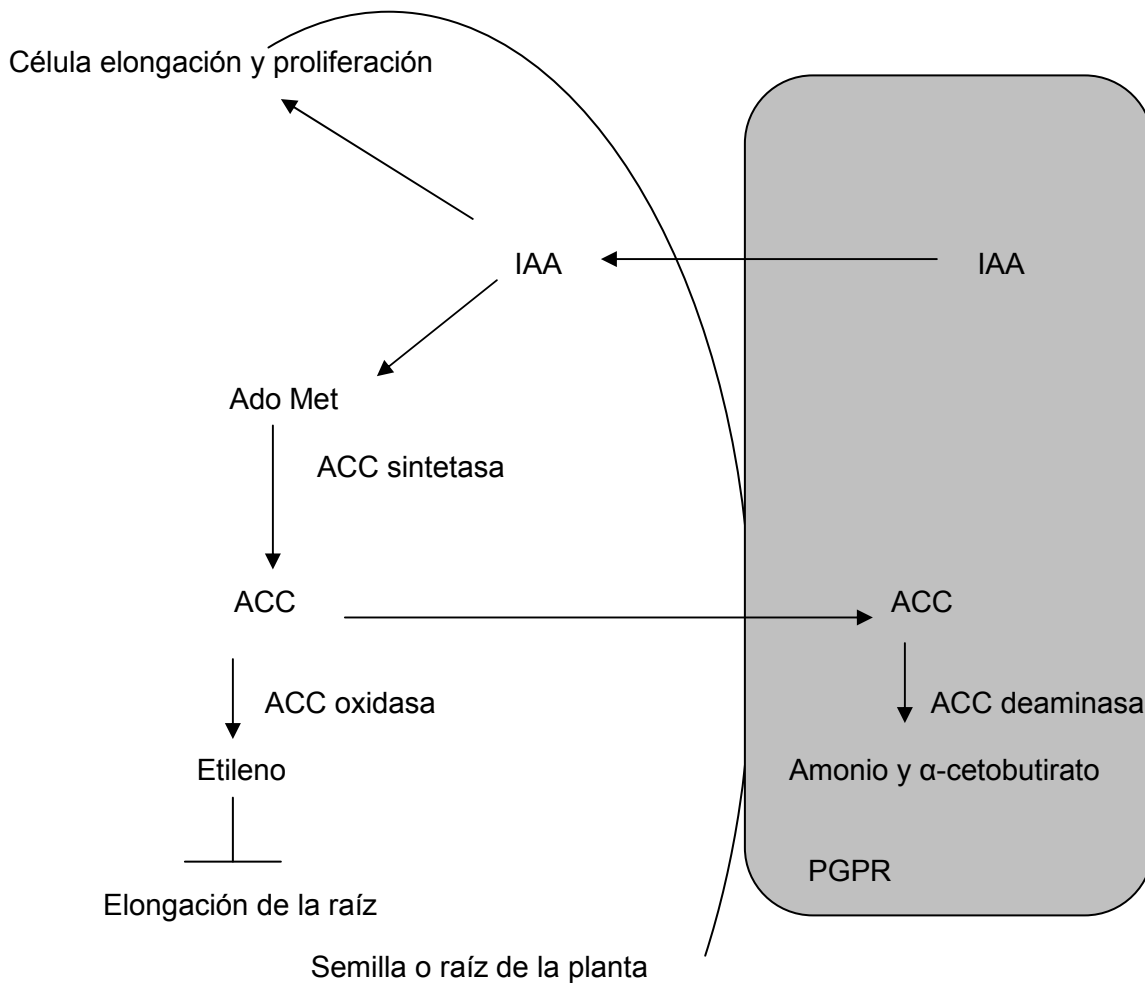 Célula elongación y proliferación
IAA
IAA
Ado Met
ACC sintetasa
ACC
ACC
ACC oxidasa
ACC deaminasa
Etileno
Amonio y α-cetobutirato
PGPR
Elongación de la raíz
Semilla o raíz de la planta